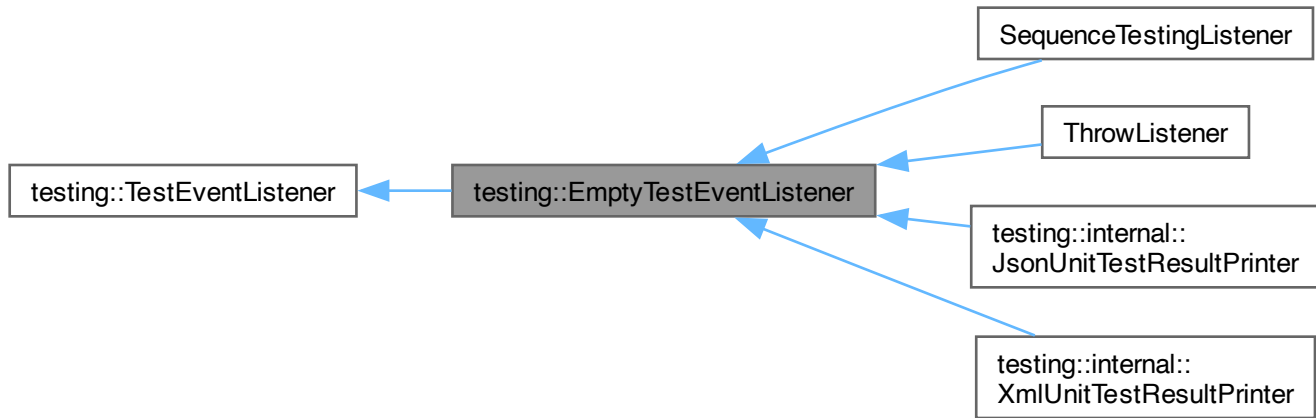 SequenceTestingListener
ThrowListener
testing::TestEventListener
testing::EmptyTestEventListener
testing::internal::
JsonUnitTestResultPrinter
testing::internal::
XmlUnitTestResultPrinter